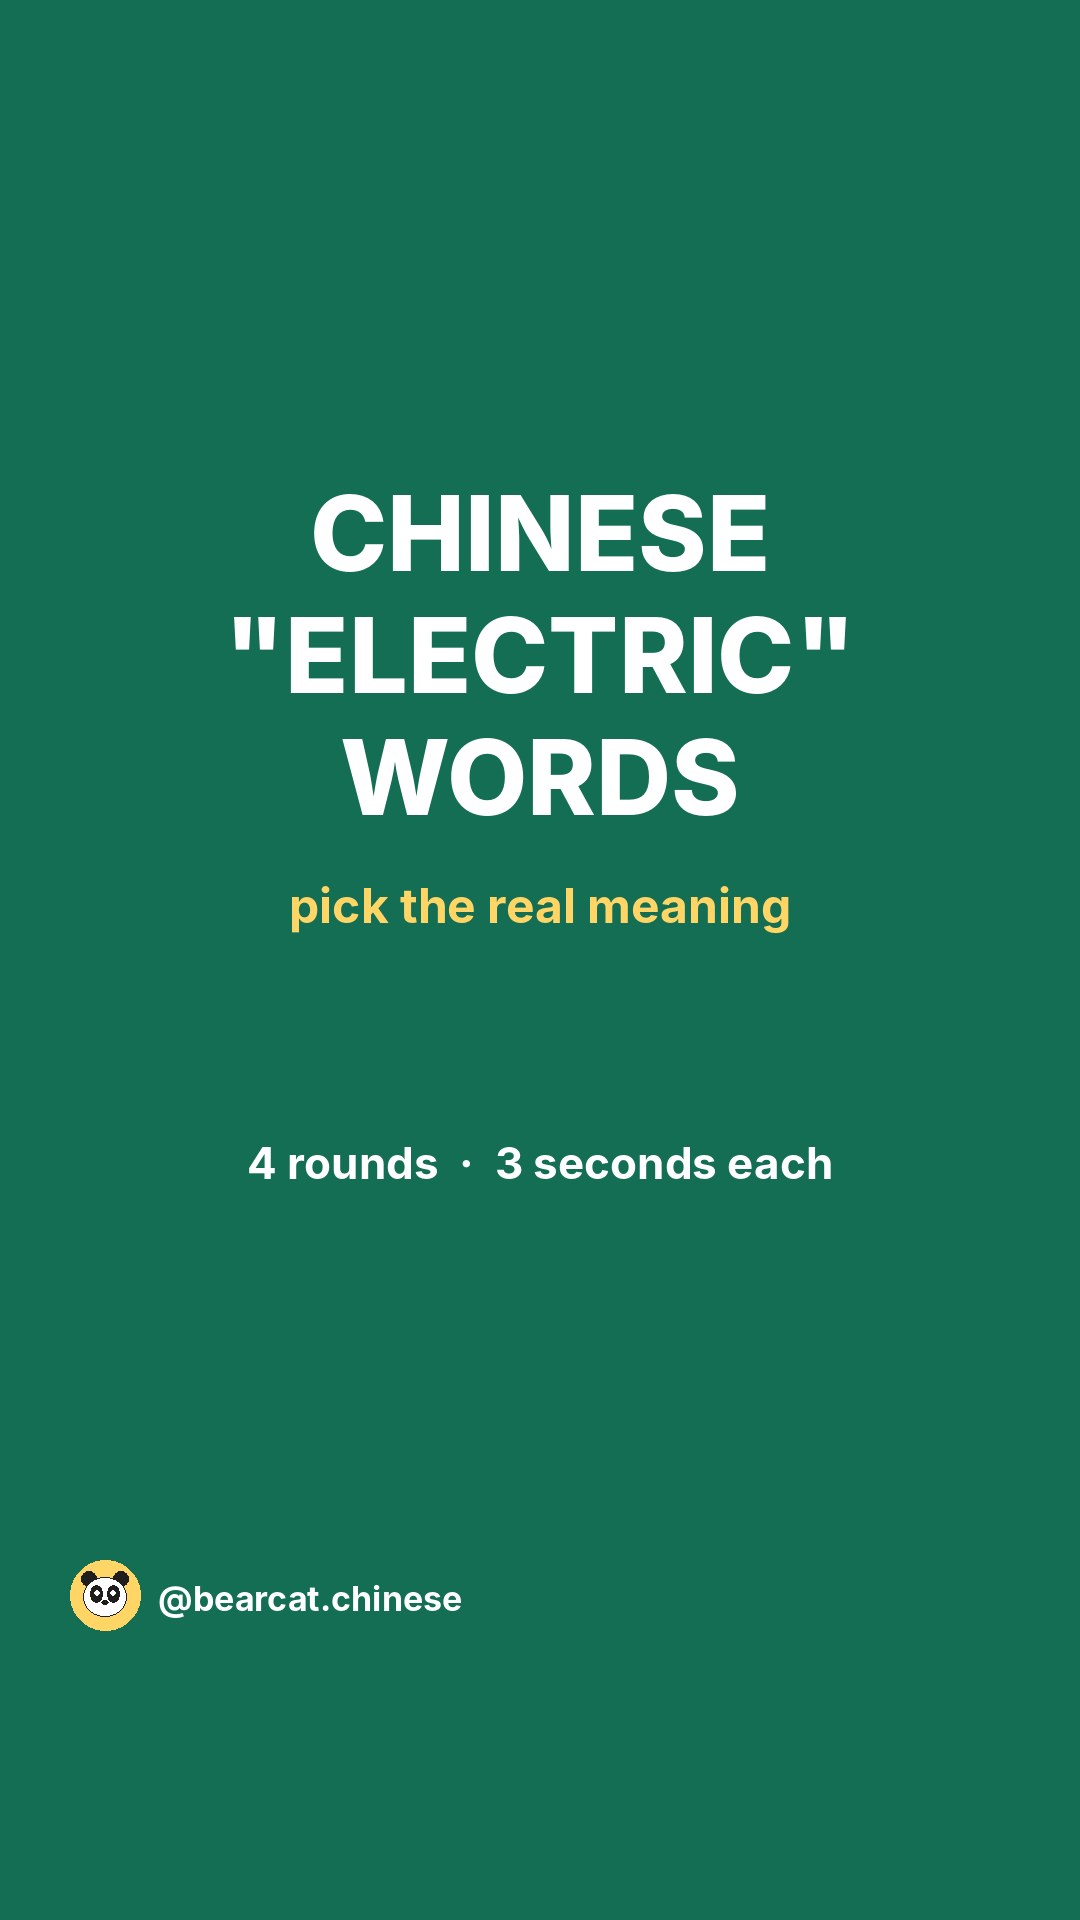 CHINESE
"ELECTRIC"
WORDS
pick the real meaning
4 rounds · 3 seconds each
@bearcat.chinese